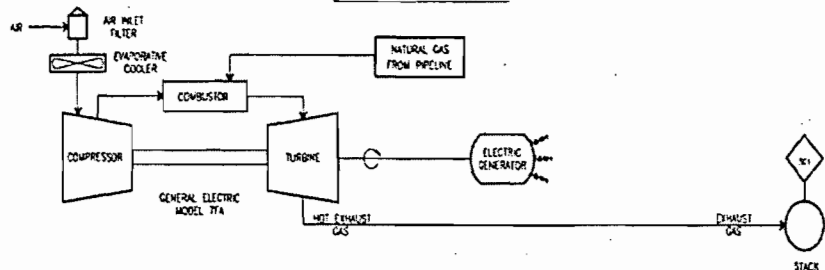 AIR
AIR INLET
FILTER
EVAPORATIVE
COOLER
NATURAL GAS
FROM PIPELINE
COMBUSTOR
COMPRESSOR
TURBINE
ELECTRIC
GENERATOR
GENERAL ELECTRIC
MODEL 7FA
HOT EXHAUST
GAS
EXHAUST
GAS
STACK